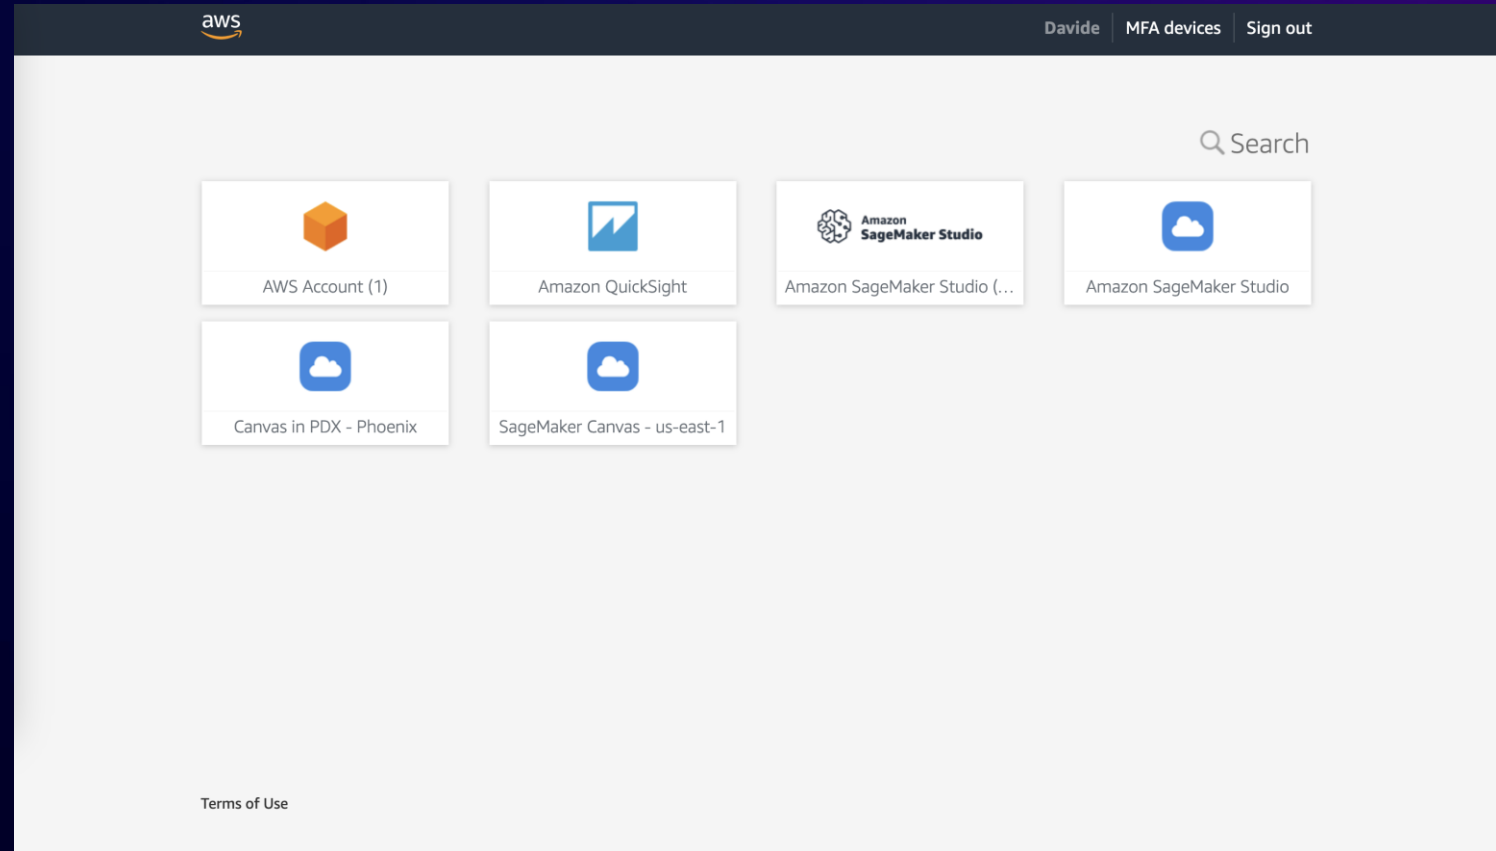 aws
Davide
MFA devices
Sign out
Search
Amazon
SageMaker Studio
AWS Account (1)
Amazon QuickSight
Amazon SageMaker Studio (...
Amazon SageMaker Studio
Canvas in PDX - Phoenix
SageMaker Canvas - us-east-1
Terms of Use